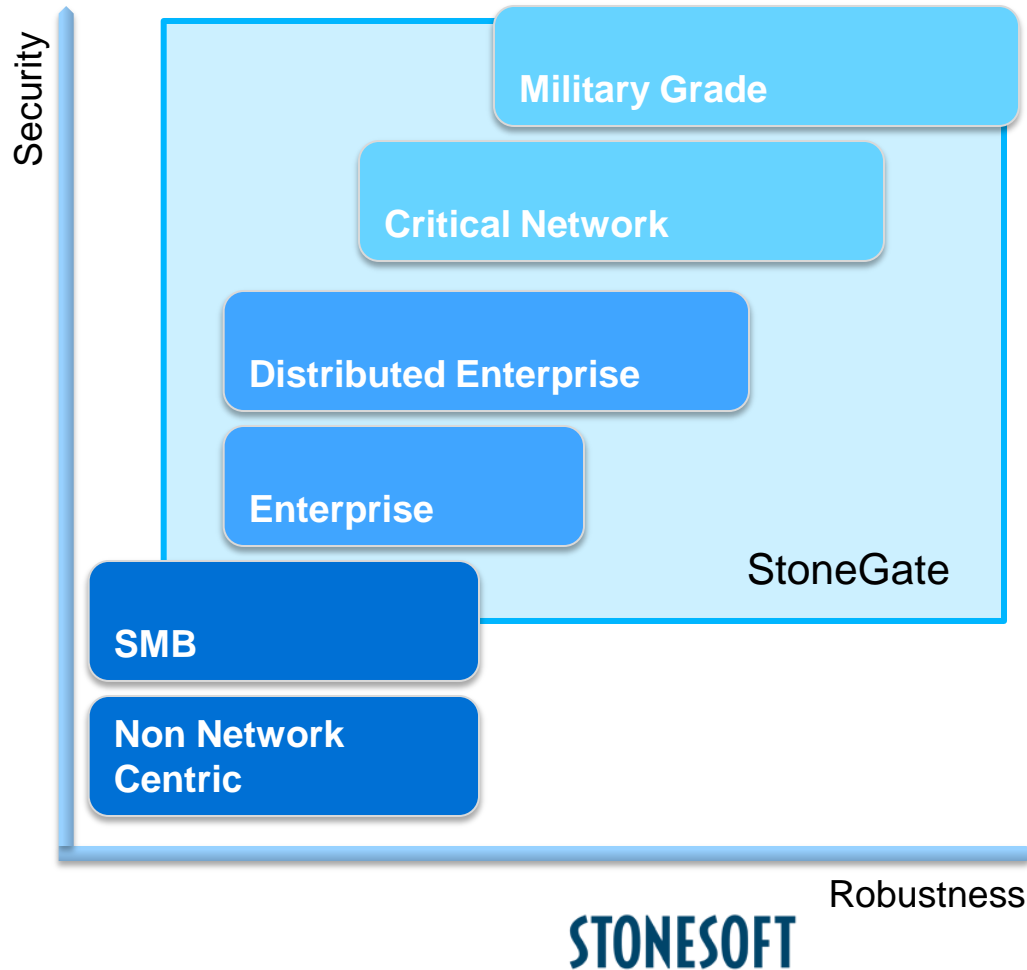 Security
Military Grade
Critical Network
Distributed Enterprise
Enterprise
StoneGate
SMB
Non Network
Centric
Robustness
STONESOFT